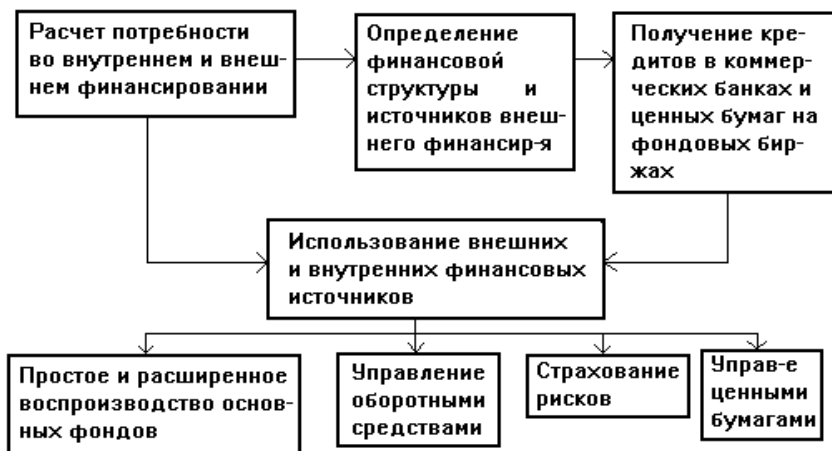 Расчет потребности
во внутреннем и внеш-
нем финансировании
Определение
финансовой
структуры и
источников внеш-
него финансир-я
Получение кре-
дитов в коммер-
ческих банках и
ценных бумаг на
фондовых бир-
жах
Использование внешних
и внутренних финансовых
источников
Простое и расширенное
воспроизводство основ-
ных фондов
Управление
оборотными
средствами
Страхование
рисков
Управ-е
ценными
бумагами